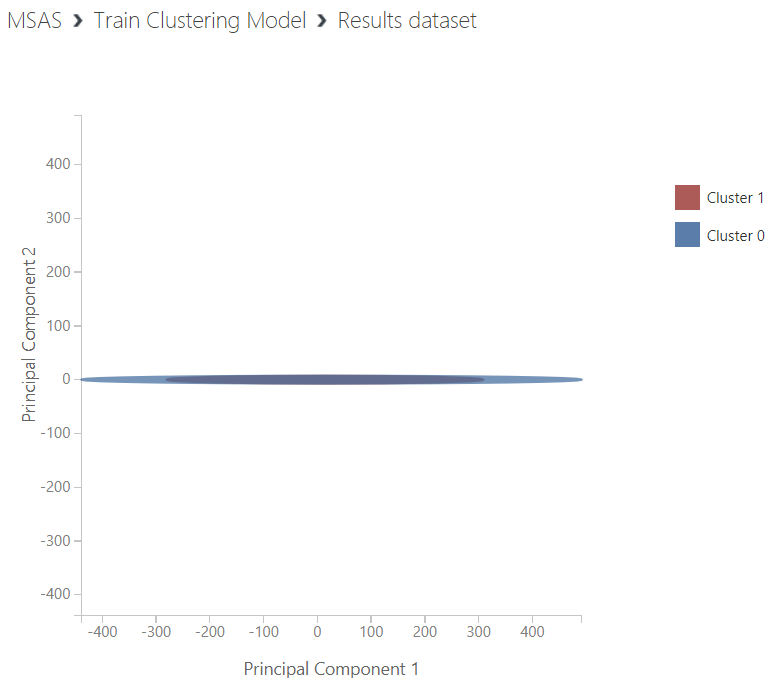 MSAS > Train Clustering Model > Results dataset
Cluster 1
Cluster 0
Principal Component 2
400
300
200
100
0
-100
-200
-300
-400
-400 -300 -200 -100 0 100 200 300 400
Principal Component 1